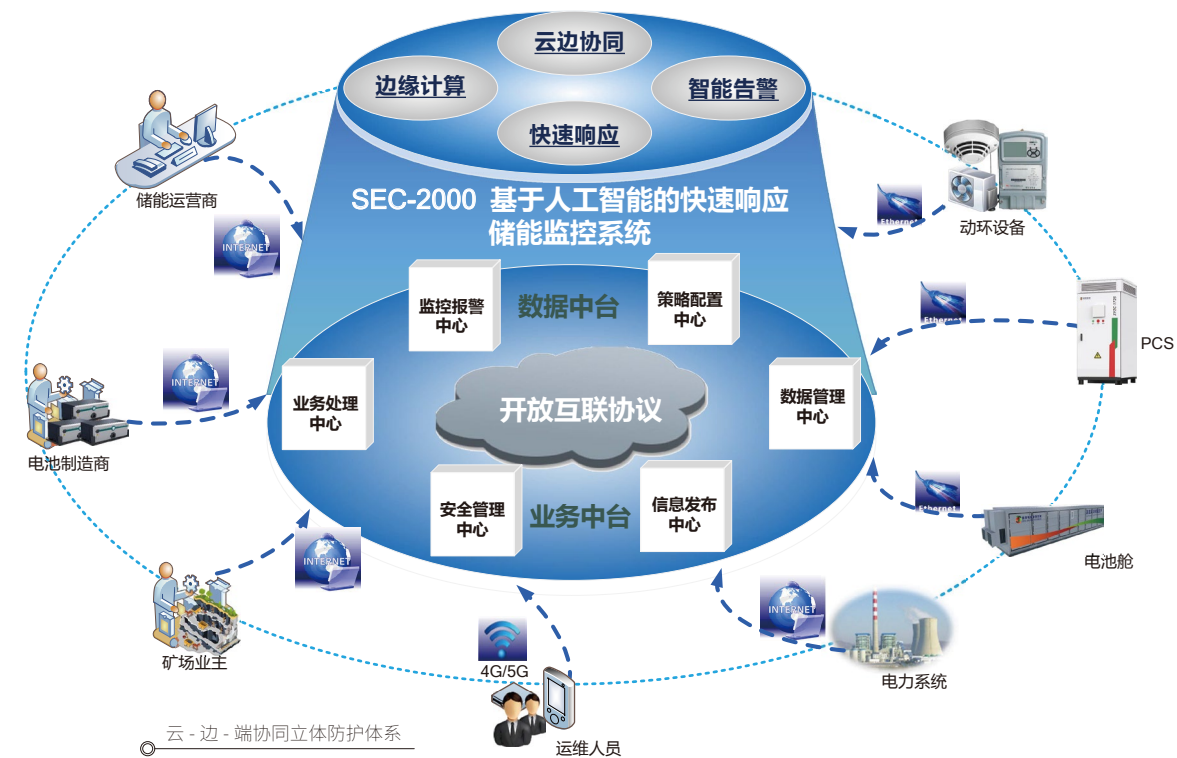 云边协同
边缘计算
智能告警
快速响应
SEC-2000 基于人工智能的快速响应
储能监控系统
储能运营商
INTERNET
Ethernet
动环设备
监控报警
中心
数据中台
策略配置
中心
Ethernet
PCS
INTERNET
业务处理
中心
开放互联协议
数据管理
中心
电池制造商
安全管理
中心
业务中台
信息发布
中心
Ethernet
电池舱
INTERNET
矿场业主
INTERNET
电力系统
4G/5G
运维人员
云 - 边 - 端协同立体防护体系